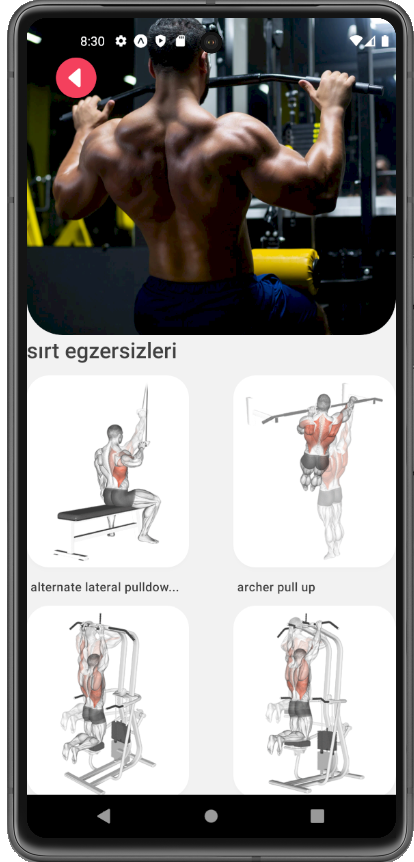 8:30
sırt egzersizleri
alternate lateral pulldow...
archer pull up